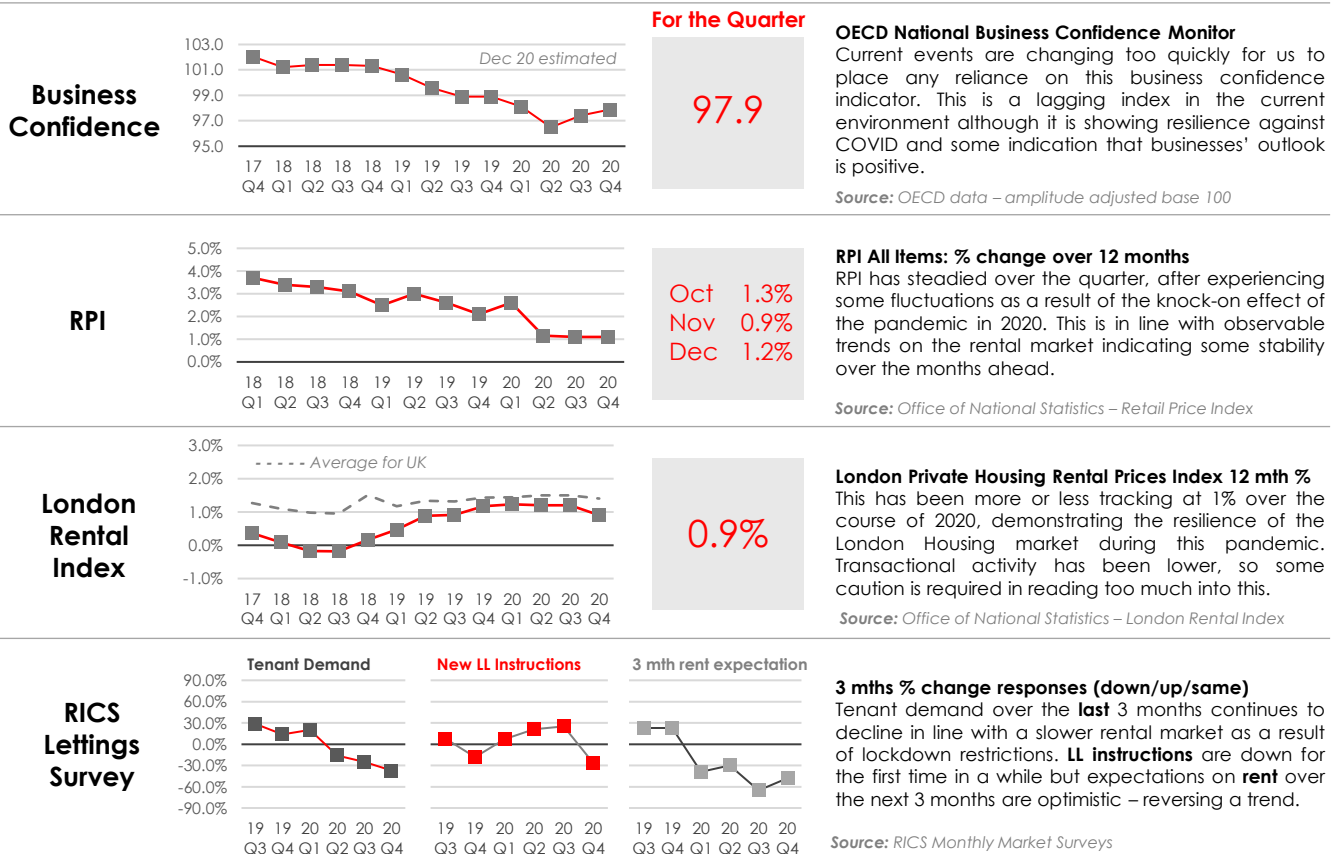 For the Quarter
Business
Confidence
103.0
101.0
99.0
97.0
95.0
Dec 20 estimated
17 18 18 18 18 19 19 19 19 20 20 20 20
Q4 Q1 Q2 Q3 Q4 Q1 Q2 Q3 Q4 Q1 Q2 Q3 Q4
97.9
OECD National Business Confidence Monitor
Current events are changing too quickly for us to
place any reliance on this business confidence
indicator. This is a lagging index in the current
environment although it is showing resilience against
COVID and some indication that businesses' outlook
is positive.
Source: OECD data – amplitude adjusted base 100
RPI
5.0%
4.0%
3.0%
2.0%
1.0%
0.0%
18 18 18 18 19 19 19 19 20 20 20 20
Q1 Q2 Q3 Q4 Q1 Q2 Q3 Q4 Q1 Q2 Q3 Q4
Oct 1.3%
Nov 0.9%
Dec 1.2%
RPI All Items: % change over 12 months
RPI has steadied over the quarter, after experiencing
some fluctuations as a result of the knock-on effect of
the pandemic in 2020. This is in line with observable
trends on the rental market indicating some stability
over the months ahead.
Source: Office of National Statistics – Retail Price Index
London
Rental
Index
3.0%
2.0%
1.0%
0.0%
-1.0%
Average for UK
17 18 18 18 18 19 19 19 19 20 20 20 20
Q4 Q1 Q2 Q3 Q4 Q1 Q2 Q3 Q4 Q1 Q2 Q3 Q4
0.9%
London Private Housing Rental Prices Index 12 mth %
This has been more or less tracking at 1% over the
course of 2020, demonstrating the resilience of the
London Housing market during this pandemic.
Transactional activity has been lower, so some
caution is required in reading too much into this.
Source: Office of National Statistics – London Rental Index
RICS
Lettings
Survey
90.0%
60.0%
30.0%
0.0%
-30.0%
-60.0%
-90.0%
Tenant Demand
19 19 20 20 20 20
Q3 Q4 Q1 Q2 Q3 Q4
New LL Instructions
19 19 20 20 20 20
Q3 Q4 Q1 Q2 Q3 Q4
3 mth rent expectation
19 19 20 20 20 20
Q3 Q4 Q1 Q2 Q3 Q4
3 mths % change responses (down/up/same)
Tenant demand over the last 3 months continues to
decline in line with a slower rental market as a result
of lockdown restrictions. LL instructions are down for
the first time in a while but expectations on rent over
the next 3 months are optimistic – reversing a trend.
Source: RICS Monthly Market Surveys